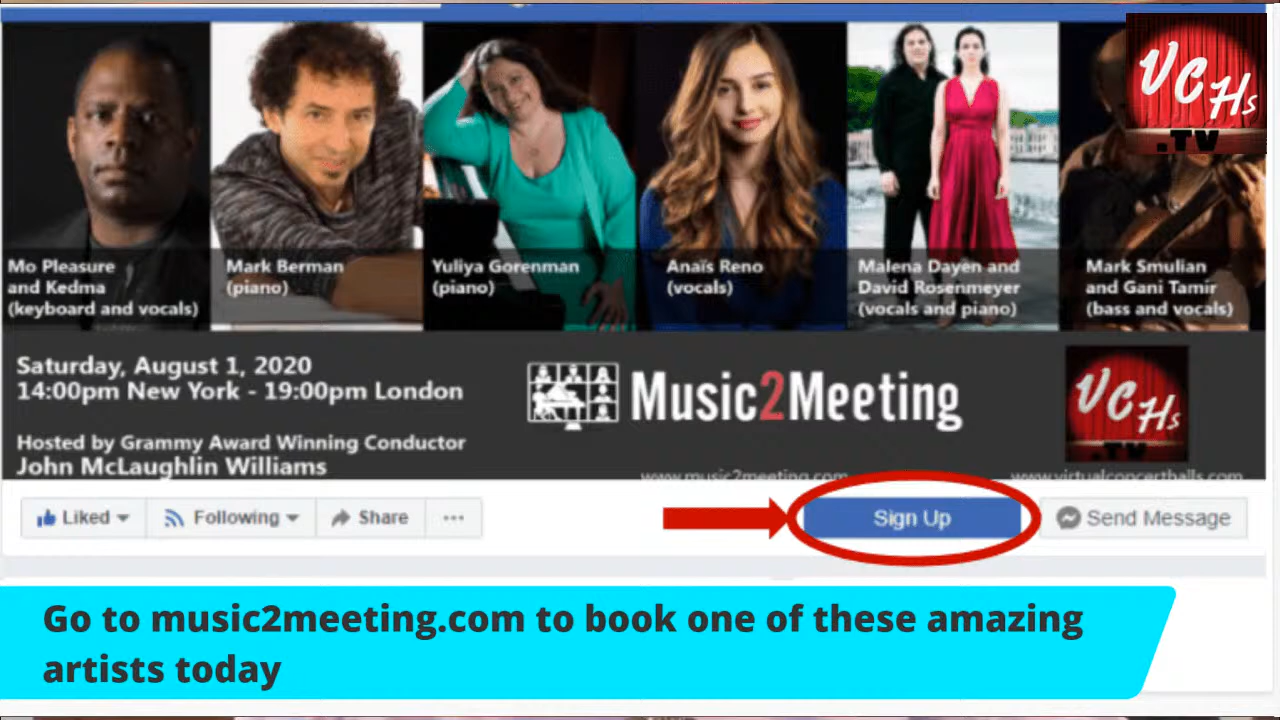 VCHs
.TV
Mo Pleasure
and Kedma
(keyboard and vocals)
Mark Berman
(piano)
Yuliya Gorenman
(piano)
Anaïs Reno
(vocals)
Malena Dayen and
David Rosenmeyer
(vocals and piano)
Mark Smulian
and Gani Tamir
(bass and vocals)
Saturday, August 1, 2020
14:00pm New York - 19:00pm London
Hosted by Grammy Award Winning Conductor
John McLaughlin Williams
Music2Meeting
www.music2meeting.com
VCHs
.TV
www.virtualconcerthalls.com
Liked
Following
Share
...
Sign Up
Send Message
Go to music2meeting.com to book one of these amazing
artists today